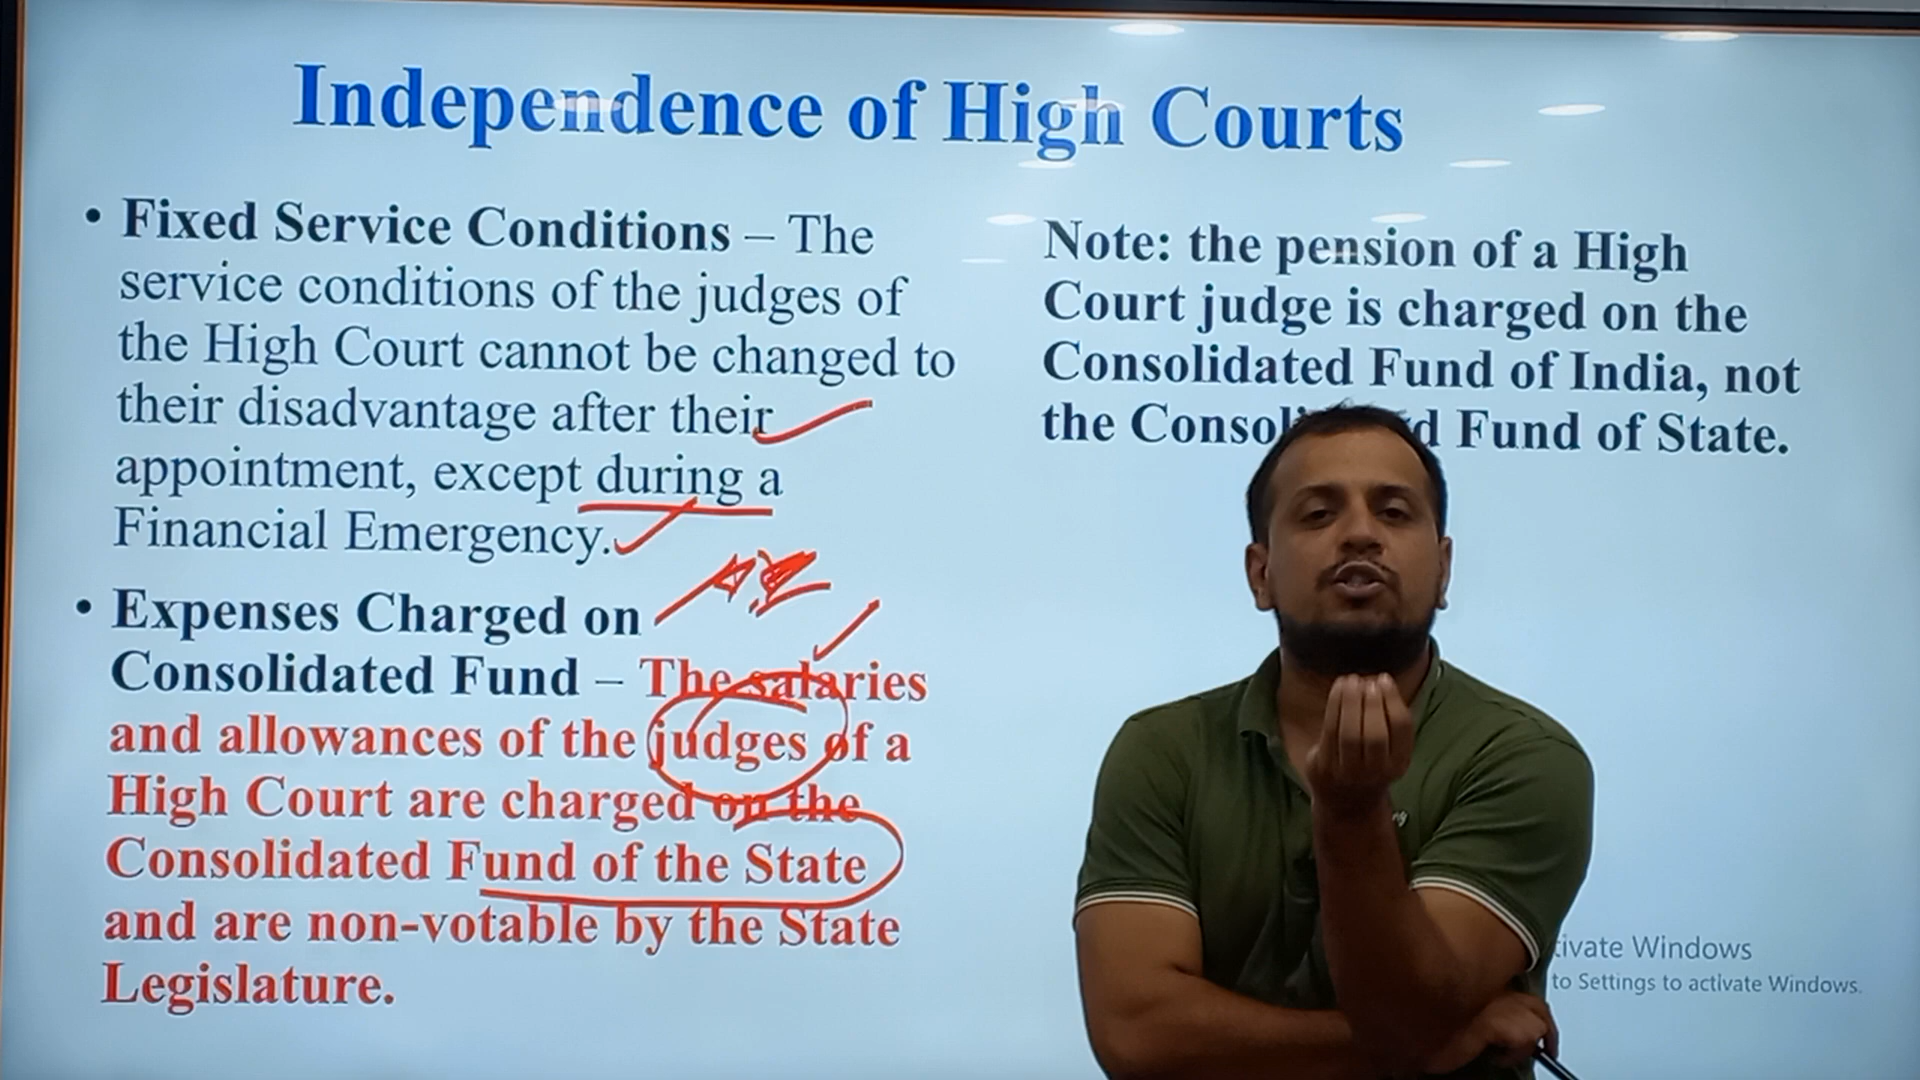 Independence of High Courts
• Fixed Service Conditions – The
service conditions of the judges of
the High Court cannot be changed to
their disadvantage after their
appointment, except during a
Financial Emergency.
• Expenses Charged on
Consolidated Fund – The salaries
and allowances of the judges of a
High Court are charged on the
Consolidated Fund of the State
and are non-votable by the State
Legislature.
Note: the pension of a High
Court judge is charged on the
Consolidated Fund of India, not
the Fund of State.
Windows
to Settings to activate Windows.